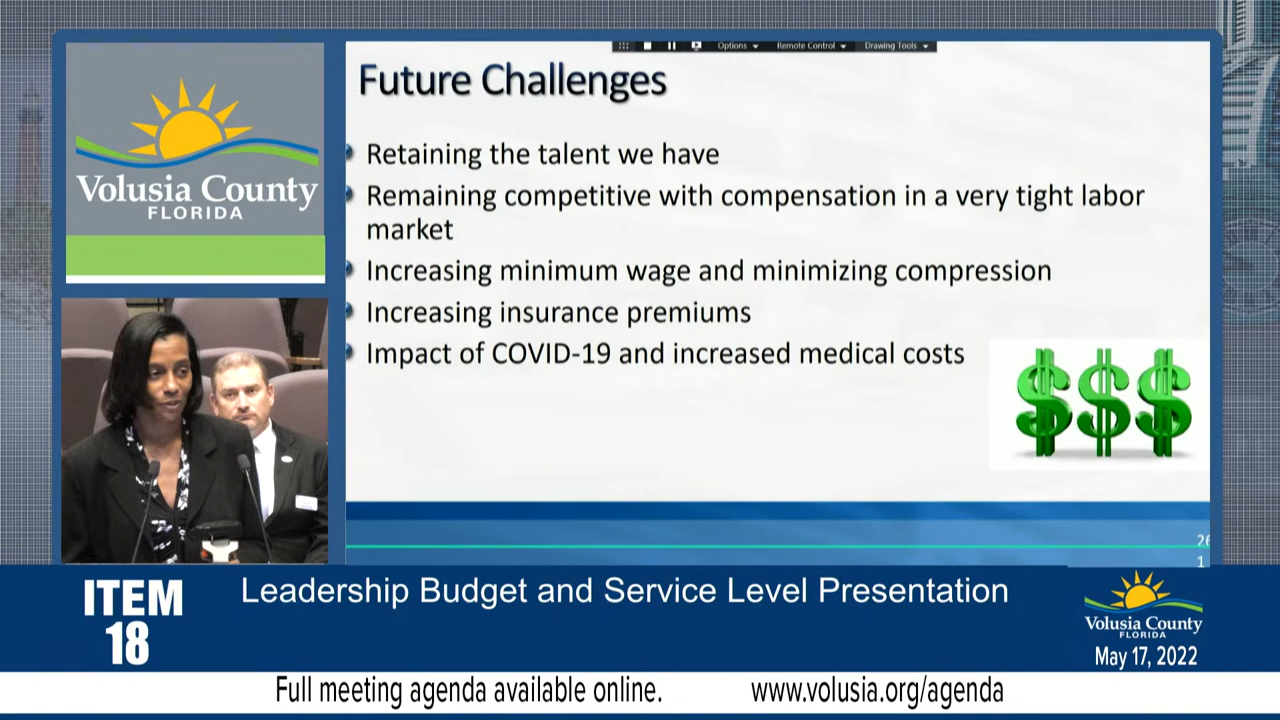 Options
Remote Control
Drawing Tools
Volusia County
FLORIDA
Future Challenges
Retaining the talent we have
Remaining competitive with compensation in a very tight labor
market
Increasing minimum wage and minimizing compression
Increasing insurance premiums
Impact of COVID-19 and increased medical costs
$$$
26
1
ITEM
18
Leadership Budget and Service Level Presentation
Volusia County
FLORIDA
May 17, 2022
Full meeting agenda available online.
www.volusia.org/agenda